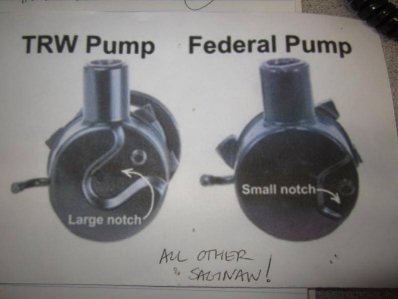 TRW Pump Federal Pump
Large notch
Small notch
ALL OTHER
SAGINAW!